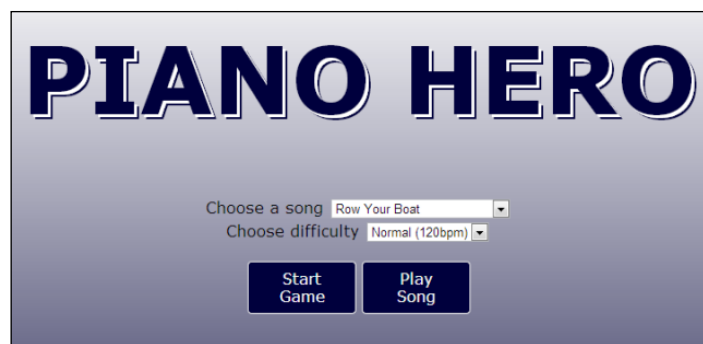 PIANO HERO
Choose a song Row Your Boat
Choose difficulty Normal (120bpm)
Start Play
Game Song